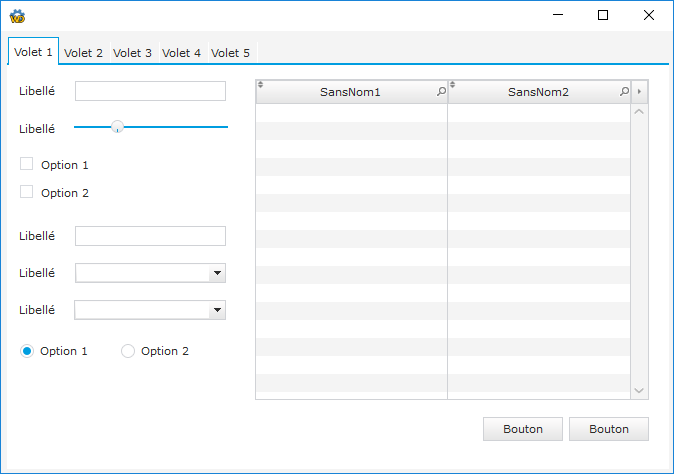 Volet 1 Volet 2 Volet 3 Volet 4 Volet 5
Libellé
SansNom1 SansNom2
Libellé
Option 1
Option 2
Libellé
Libellé
Libellé
Option 1 Option 2
Bouton Bouton